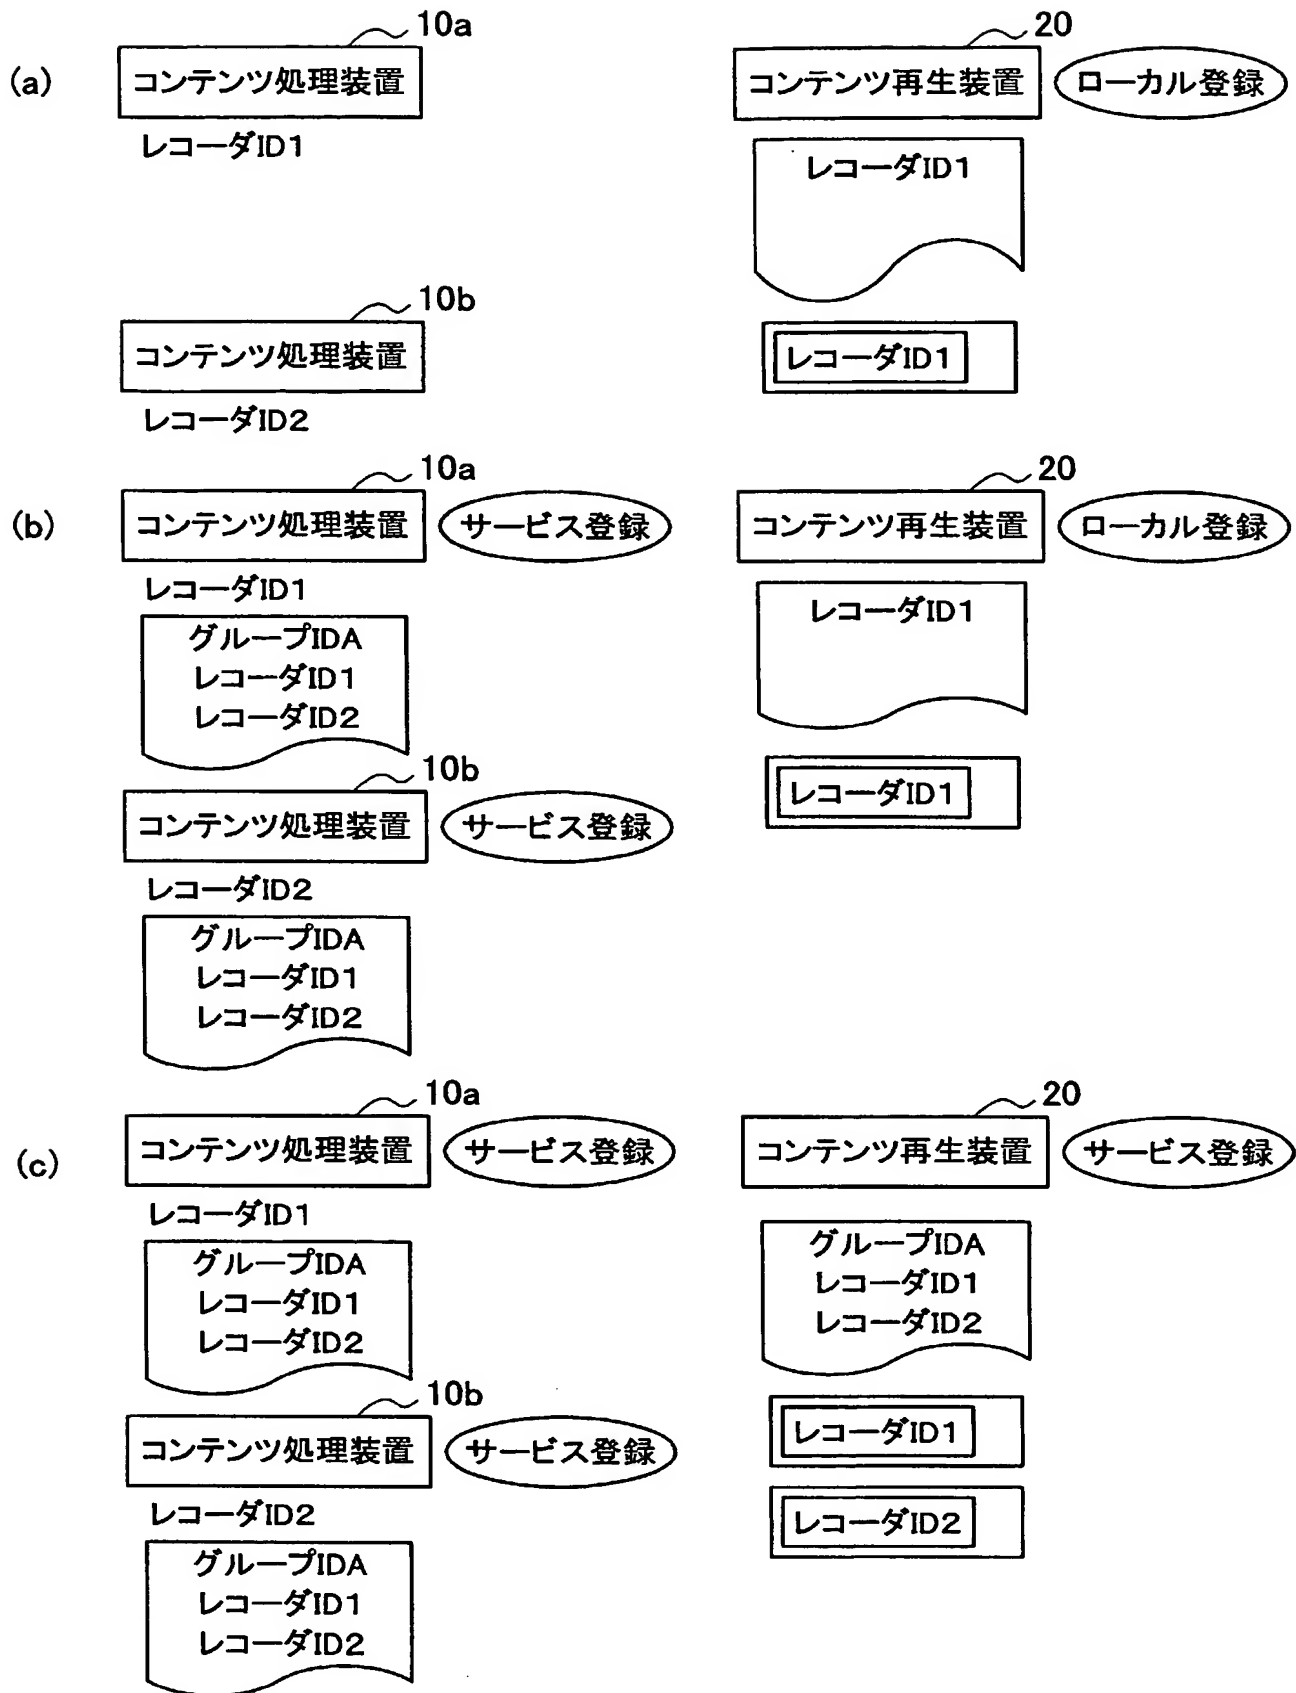 (a)
10a
コンテンツ処理装置
レコーダID1
10b
コンテンツ処理装置
レコーダID2
20
コンテンツ再生装置
ローカル登録
レコーダID1
レコーダID1
(b)
10a
コンテンツ処理装置
サービス登録
レコーダID1
グループIDA
レコーダID1
レコーダID2
10b
コンテンツ処理装置
サービス登録
レコーダID2
グループIDA
レコーダID1
レコーダID2
20
コンテンツ再生装置
ローカル登録
レコーダID1
レコーダID1
(c)
10a
コンテンツ処理装置
サービス登録
レコーダID1
グループIDA
レコーダID1
レコーダID2
10b
コンテンツ処理装置
サービス登録
レコーダID2
グループIDA
レコーダID1
レコーダID2
20
コンテンツ再生装置
サービス登録
グループIDA
レコーダID1
レコーダID2
レコーダID1
レコーダID2